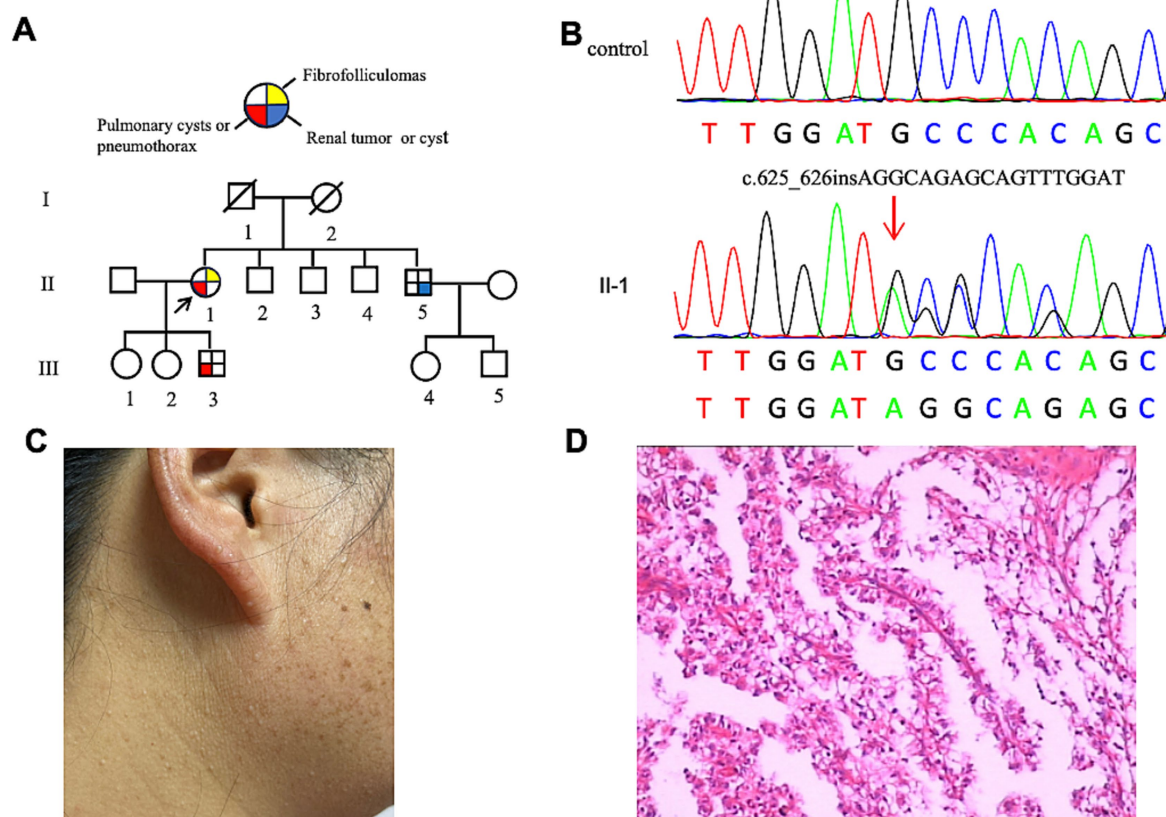 A
Fibrofolliculomas
Pulmonary cysts or
pneumothorax
Renal tumor or cyst
I
1 2
II
1 2 3 4 5
III
1 2 3 4 5
B
control
T T G G A T G C C C A C A G C
c.625_626insAGGCAGAGCAGTTTGGAT
II-1
T T G G A T G C C C A C A G C
T T G G A T A G G C A G A G C
C
D